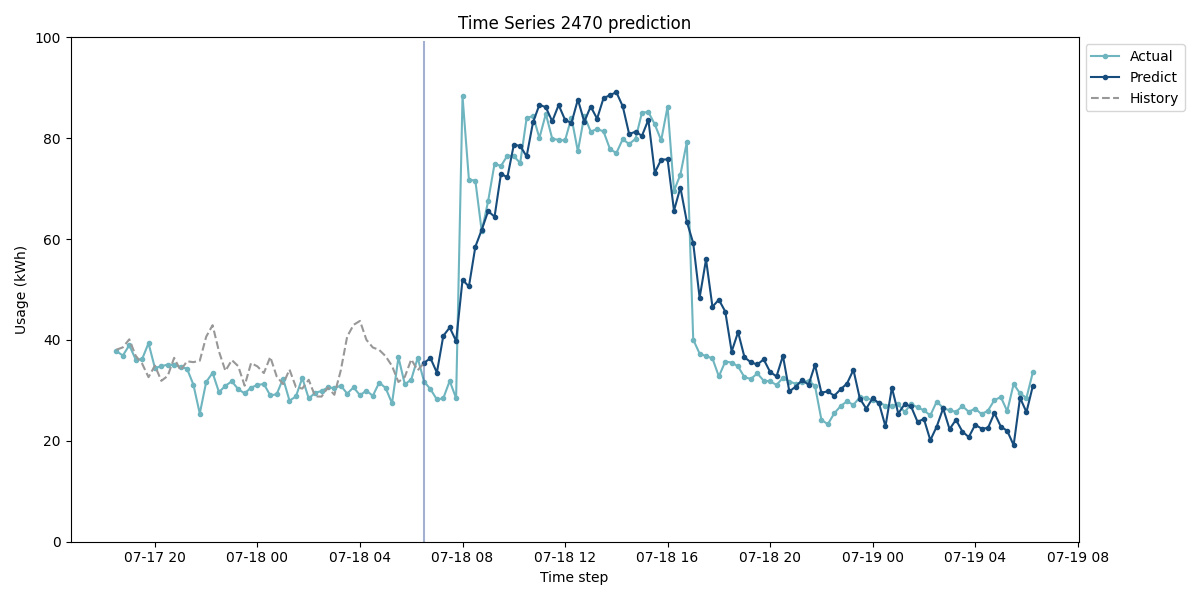 Time Series 2470 prediction
100
80
60
40
20
0
Usage (kWh)
07-17 20
07-18 00
07-18 04
07-18 08
07-18 12
07-18 16
07-18 20
07-19 00
07-19 04
07-19 08
Time step
Actual
Predict
History